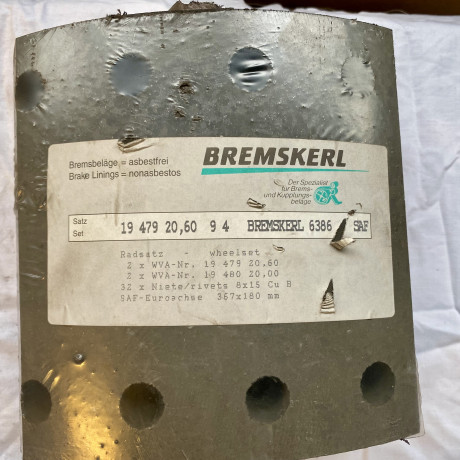 Bremsbeläge = asbestfrei
Brake Linings = nonasbestos
BREMSKERL
Der Spezialist
für Brems-
und Kupplungs-
beläge
Satz
Set
19 479 20,60 9 4 BREMSKERL 6386 SAF
Radsatz - wheelset
2 x WVA-Nr. 19 479 20,60
2 x WVA-Nr. 19 480 20,00
32 x Niete/rivets 8x15 Cu B
SAF-Euroachse 367x180 mm